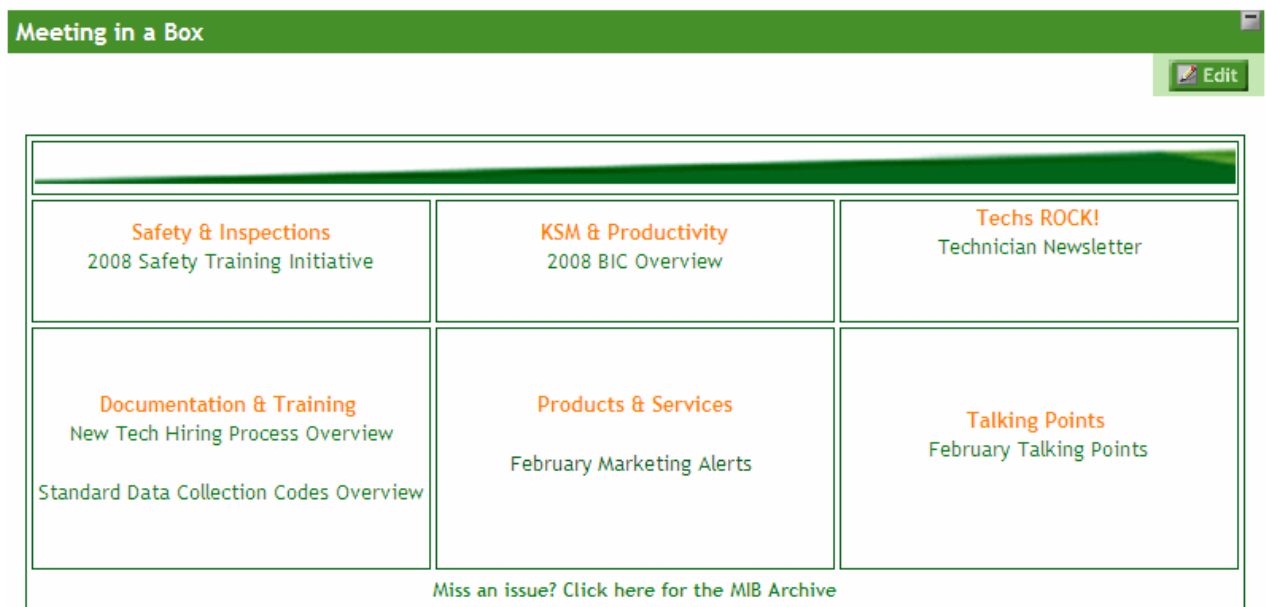 Meeting in a Box
Edit
Safety & Inspections
2008 Safety Training Initiative
KSM & Productivity
2008 BIC Overview
Techs ROCK!
Technician Newsletter
Documentation & Training
New Tech Hiring Process Overview
Standard Data Collection Codes Overview
Products & Services
February Marketing Alerts
Talking Points
February Talking Points
Miss an issue? Click here for the MIB Archive